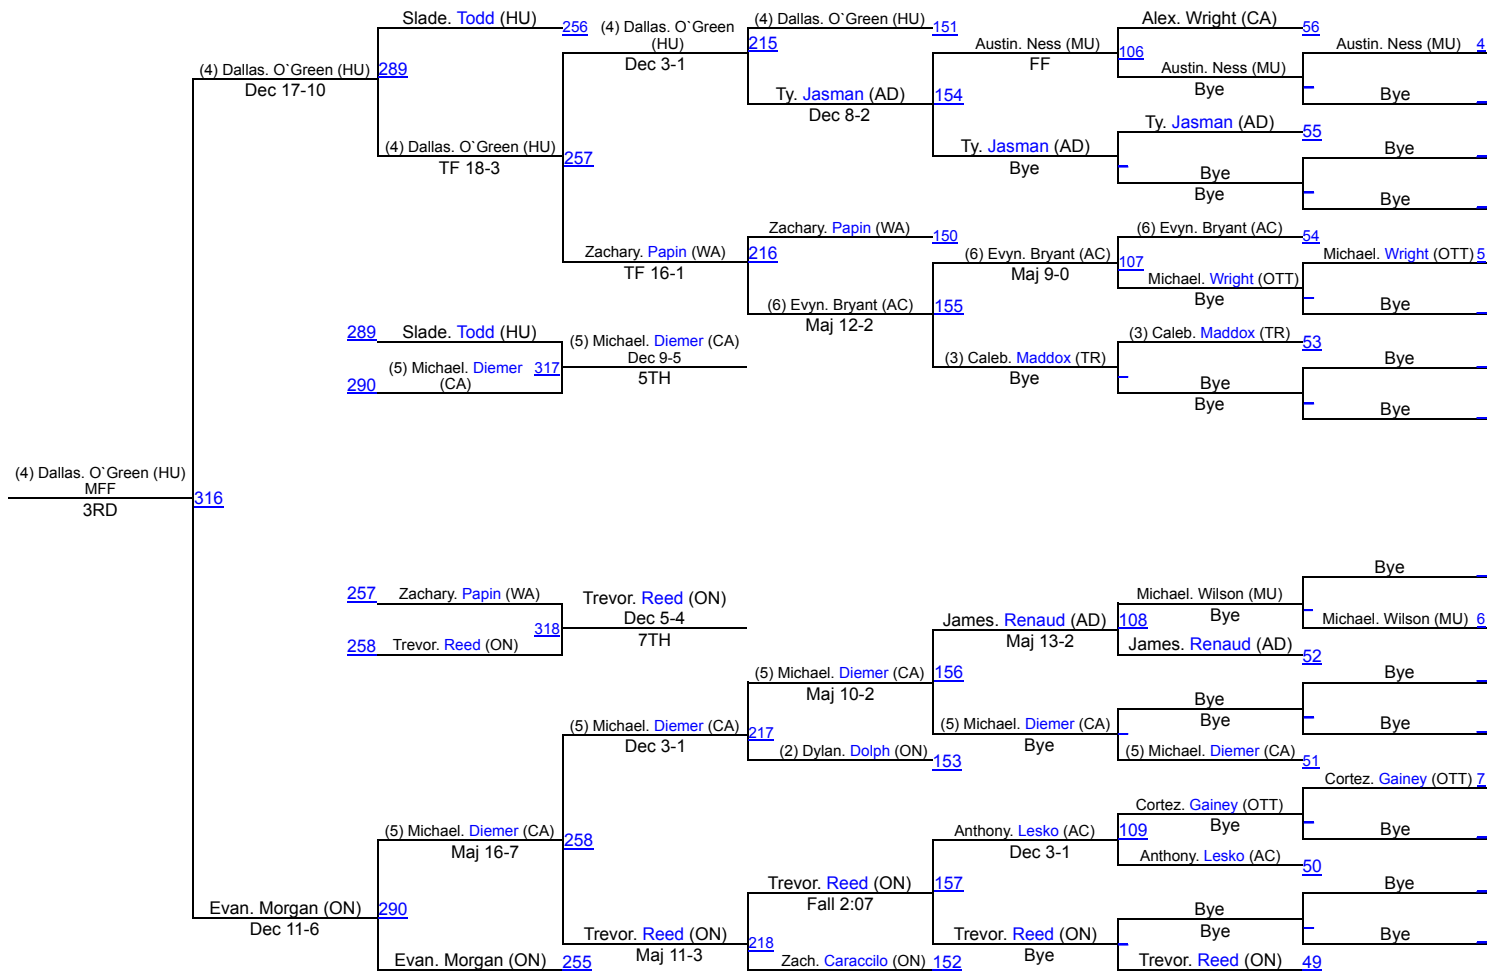 Slade. Todd (HU)
256
(4) Dallas. O`Green
(HU)
Dec 3-1
(4) Dallas. O`Green (HU)
151
215
Austin. Ness (MU)
FF
Alex. Wright (CA)
56
106
Austin. Ness (MU)
4
Austin. Ness (MU)
Bye
Bye
(4) Dallas. O`Green (HU)
289
Dec 17-10
Ty. Jasman (AD)
154
Dec 8-2
Ty. Jasman (AD)
55
Ty. Jasman (AD)
Bye
Bye
Bye
Bye
Bye
(4) Dallas. O`Green (HU)
257
TF 18-3
Zachary. Papin (WA)
150
Zachary. Papin (WA)
216
TF 16-1
(6) Evyn. Bryant (AC)
54
(6) Evyn. Bryant (AC)
107
Maj 9-0
Michael. Wright (OTT)
5
Michael. Wright (OTT)
Bye
Bye
(6) Evyn. Bryant (AC)
155
Maj 12-2
289
Slade. Todd (HU)
(5) Michael. Diemer (CA)
Dec 9-5
5TH
(5) Michael. Diemer
(CA)
317
290
(3) Caleb. Maddox (TR)
53
(3) Caleb. Maddox (TR)
Bye
Bye
Bye
Bye
Bye
(4) Dallas. O`Green (HU)
MFF
316
3RD
257
Zachary. Papin (WA)
Trevor. Reed (ON)
Dec 5-4
318
7TH
258
Trevor. Reed (ON)
Bye
Michael. Wilson (MU)
Bye
Michael. Wilson (MU)
6
James. Renaud (AD)
108
Maj 13-2
James. Renaud (AD)
52
(5) Michael. Diemer (CA)
156
Maj 10-2
Bye
Bye
Bye
Bye
(5) Michael. Diemer (CA)
217
Dec 3-1
(5) Michael. Diemer (CA)
Bye
(2) Dylan. Dolph (ON)
153
(5) Michael. Diemer (CA)
51
Cortez. Gainey (OTT)
7
Cortez. Gainey (OTT)
Bye
Bye
(5) Michael. Diemer (CA)
258
Maj 16-7
Anthony. Lesko (AC)
109
Dec 3-1
Anthony. Lesko (AC)
50
Trevor. Reed (ON)
157
Fall 2:07
Bye
Bye
Bye
Bye
Evan. Morgan (ON)
290
Dec 11-6
Trevor. Reed (ON)
218
Maj 11-3
Trevor. Reed (ON)
Bye
Evan. Morgan (ON)
255
Zach. Caraccilo (ON)
152
Trevor. Reed (ON)
49